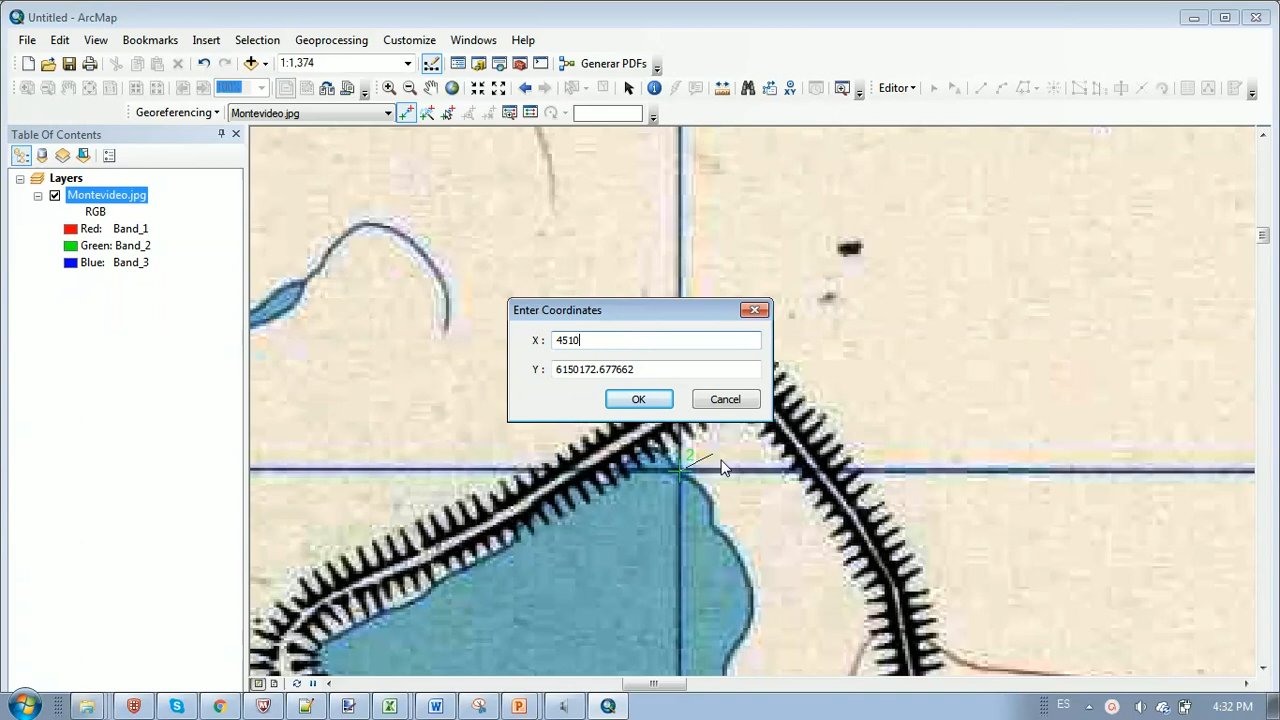 Untitled - ArcMap
File Edit View Bookmarks Insert Selection Geoprocessing Customize Windows Help
1:1,374 Generar PDFs
100% Editor
Georeferencing Montevideo.jpg
Table Of Contents
Layers
Montevideo.jpg
RGB
Red: Band_1
Green: Band_2
Blue: Band_3
Enter Coordinates
X : 4510
Y : 6150172.677662
OK Cancel
2
ES 4:32 PM